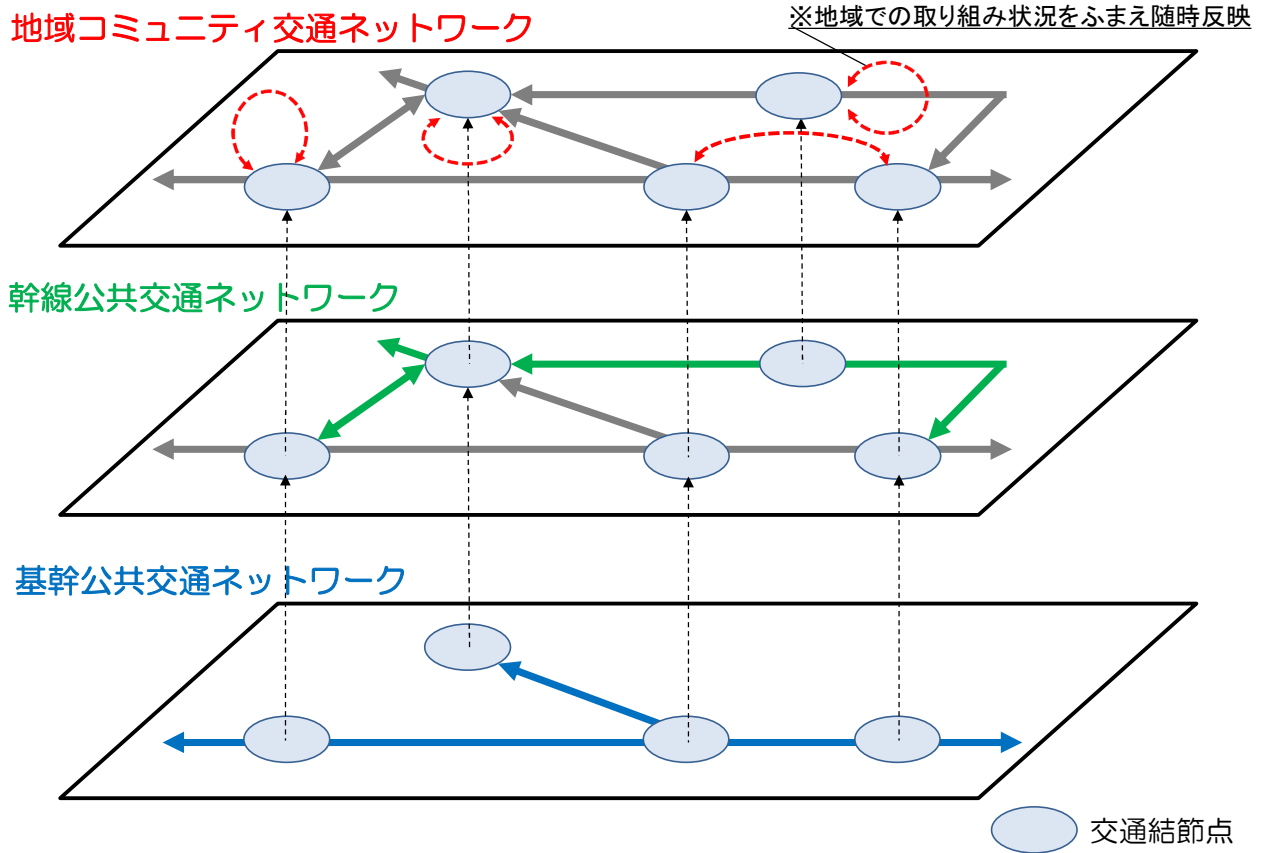 地域コミュニティ交通ネットワーク
※地域での取り組み状況をふまえ随時反映
幹線公共交通ネットワーク
基幹公共交通ネットワーク
交通結節点